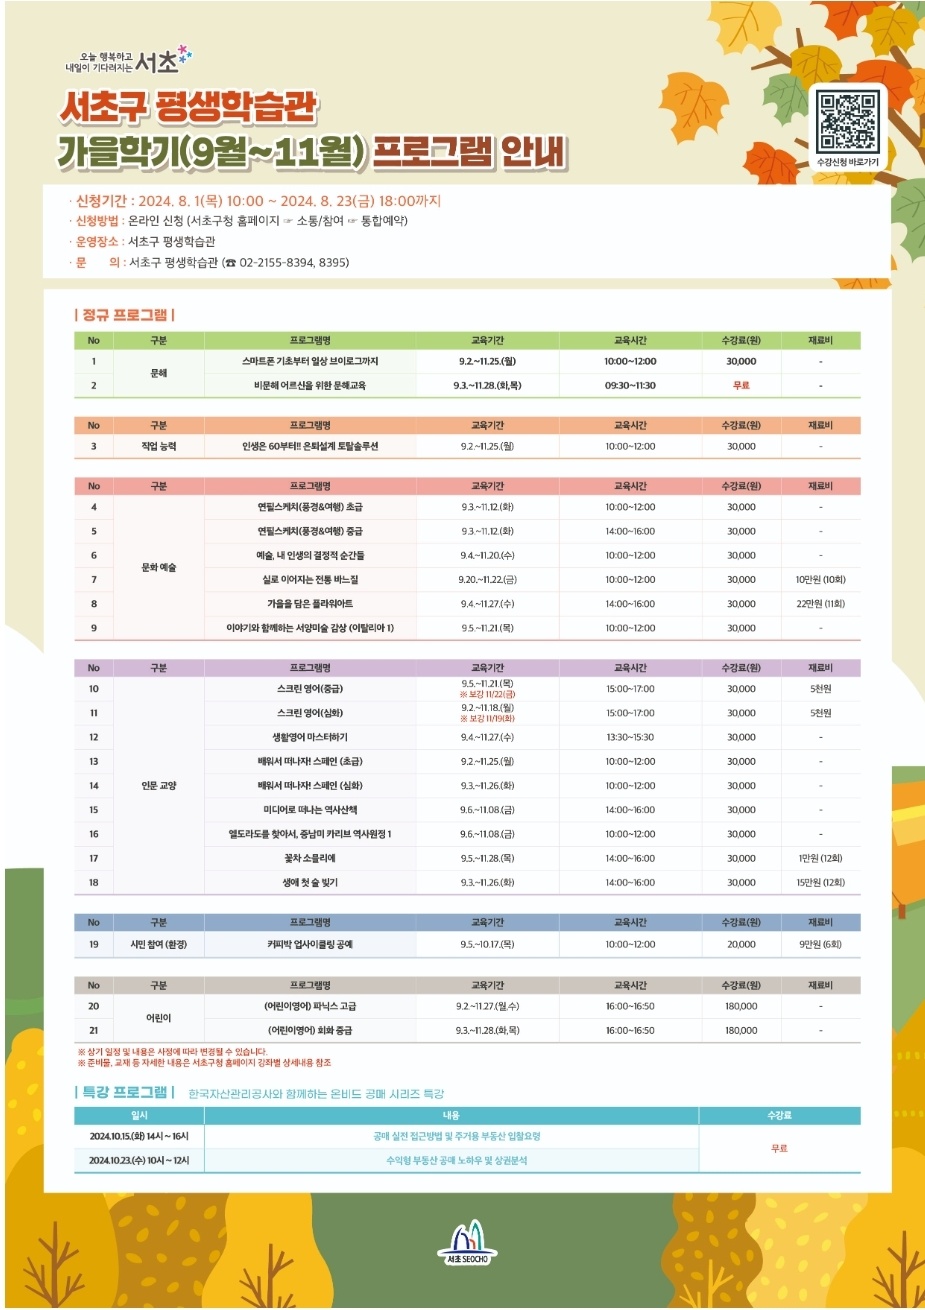 오늘 행복하고
내일이 기다려지는 서초
서초구 평생학습관
가을학기(9월~11월) 프로그램 안내
수강신청 바로가기
· 신청기간 : 2024. 8. 1(목) 10:00 ~ 2024. 8. 23(금) 18:00까지
· 신청방법 : 온라인 신청 (서초구청 홈페이지 ☞ 소통/참여 ☞ 통합예약)
· 운영장소 : 서초구 평생학습관
· 문 의 : 서초구 평생학습관 (☎ 02-2155-8394, 8395)
| 정규 프로그램 |
No 구분 프로그램명 교육기간 교육시간 수강료(원) 재료비
1 문해 스마트폰 기초부터 일상 브이로그까지 9.2.~11.25.(월) 10:00~12:00 30,000 -
2 비문해 어르신을 위한 문해교육 9.3.~11.28.(화,목) 09:30~11:30 무료 -
No 구분 프로그램명 교육기간 교육시간 수강료(원) 재료비
3 직업 능력 인생은 60부터!! 은퇴설계 토탈솔루션 9.2.~11.25.(월) 10:00~12:00 30,000 -
No 구분 프로그램명 교육기간 교육시간 수강료(원) 재료비
4 문화 예술 연필스케치(풍경&여행) 초급 9.3.~11.12.(화) 10:00~12:00 30,000 -
5 연필스케치(풍경&여행) 중급 9.3.~11.12.(화) 14:00~16:00 30,000 -
6 예술, 내 인생의 결정적 순간들 9.4.~11.20.(수) 10:00~12:00 30,000 -
7 실로 이어지는 전통 바느질 9.20.~11.22.(금) 10:00~12:00 30,000 10만원 (10회)
8 가을을 담은 플라워아트 9.4.~11.27.(수) 14:00~16:00 30,000 22만원 (11회)
9 이야기와 함께하는 서양미술 감상 (이탈리아 1) 9.5.~11.21.(목) 10:00~12:00 30,000 -
No 구분 프로그램명 교육기간 교육시간 수강료(원) 재료비
10 인문 교양 스크린 영어(중급) 9.5.~11.21.(목) 15:00~17:00 30,000 5천원
※ 보강 11/22(금)
11 스크린 영어(심화) 9.2.~11.18.(월) 15:00~17:00 30,000 5천원
※ 보강 11/19(화)
12 생활영어 마스터하기 9.4.~11.27.(수) 13:30~15:30 30,000 -
13 배워서 떠나자! 스페인 (초급) 9.2.~11.25.(월) 10:00~12:00 30,000 -
14 배워서 떠나자! 스페인 (심화) 9.3.~11.26.(화) 10:00~12:00 30,000 -
15 미디어로 떠나는 역사산책 9.6.~11.08.(금) 14:00~16:00 30,000 -
16 엘도라도를 찾아서, 중남미 카리브 역사원정 1 9.6.~11.08.(금) 10:00~12:00 30,000 -
17 꽃차 소믈리에 9.5.~11.28.(목) 14:00~16:00 30,000 1만원 (12회)
18 생애 첫 술 빚기 9.3.~11.26.(화) 14:00~16:00 30,000 15만원 (12회)
No 구분 프로그램명 교육기간 교육시간 수강료(원) 재료비
19 시민 참여 (환경) 커피박 업사이클링 공예 9.5.~10.17.(목) 10:00~12:00 20,000 9만원 (6회)
No 구분 프로그램명 교육기간 교육시간 수강료(원) 재료비
20 어린이 (어린이영어) 파닉스 고급 9.2.~11.27.(월,수) 16:00~16:50 180,000 -
21 (어린이영어) 회화 중급 9.3.~11.28.(화,목) 16:00~16:50 180,000 -
※ 상기 일정 및 내용은 사정에 따라 변경될 수 있습니다.
※ 준비물, 교재 등 자세한 내용은 서초구청 홈페이지 강좌별 상세내용 참조
| 특강 프로그램 | 한국자산관리공사와 함께하는 온비드 공매 시리즈 특강
일시 내용 수강료
2024.10.15.(화) 14시 ~ 16시 공매 실전 접근방법 및 주거용 부동산 입찰요령 무료
2024.10.23.(수) 10시 ~ 12시 수익형 부동산 공매 노하우 및 상권분석
서초 SEOCHO